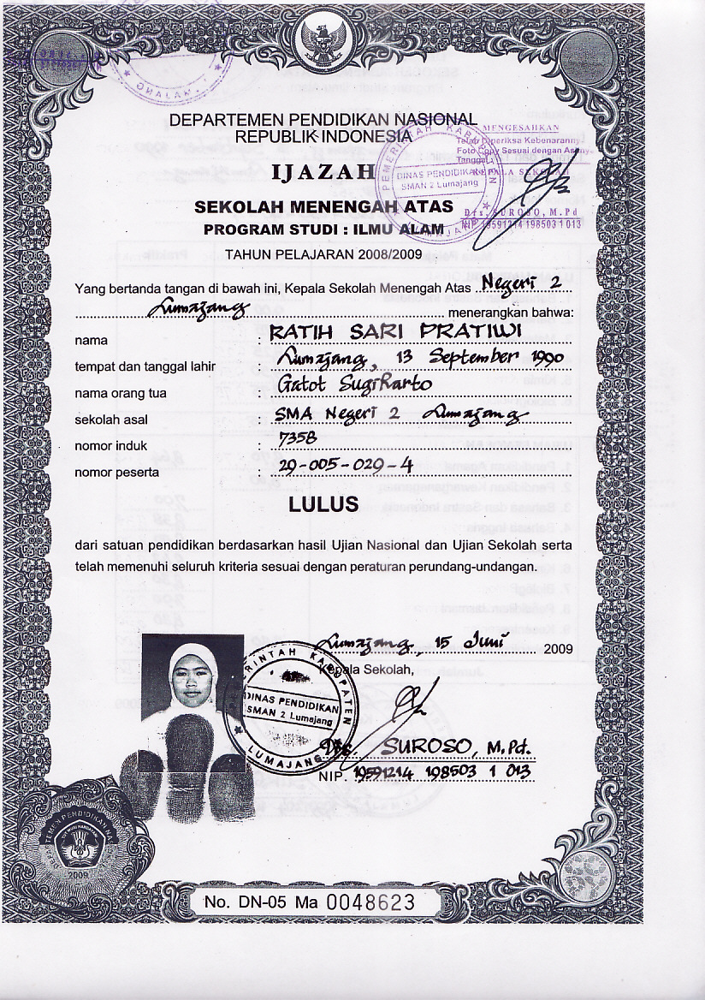 DEPARTEMEN PENDIDIKAN NASIONAL
REPUBLIK INDONESIA
IJAZAH
SEKOLAH MENENGAH ATAS
PROGRAM STUDI : ILMU ALAM
TAHUN PELAJARAN 2008/2009
MENGESAHKAN
Telah Diperiksa Kebenarannya
Foto Copy Sesuai dengan
Tanggal
KEPALA SEKOLAH
Drs. SUROSO, M.Pd
NIP 19591214 198503 1 013
PEMERINTAH KABUPATEN
DINAS PENDIDIKAN
SMAN 2 Lumajang
LUMAJANG
Yang bertanda tangan di bawah ini, Kepala Sekolah Menengah Atas Negeri 2
Lumajang menerangkan bahwa:
nama : RATIH SARI PRATIWI
tempat dan tanggal lahir : Lumajang, 13 September 1990
nama orang tua : Gatot Sugiharto
sekolah asal : SMA Negeri 2 Lumajang
nomor induk : 7358
nomor peserta : 29-005-029-4
LULUS
dari satuan pendidikan berdasarkan hasil Ujian Nasional dan Ujian Sekolah serta
telah memenuhi seluruh kriteria sesuai dengan peraturan perundang-undangan.
Lumajang, 15 Juni 2009
Kepala Sekolah,
PEMERINTAH KABUPATEN
DINAS PENDIDIKAN
SMAN 2 Lumajang
LUMAJANG
Drs. SUROSO, M.Pd.
NIP. 19591214 198503 1 013
2009
No. DN-05 Ma 0048623